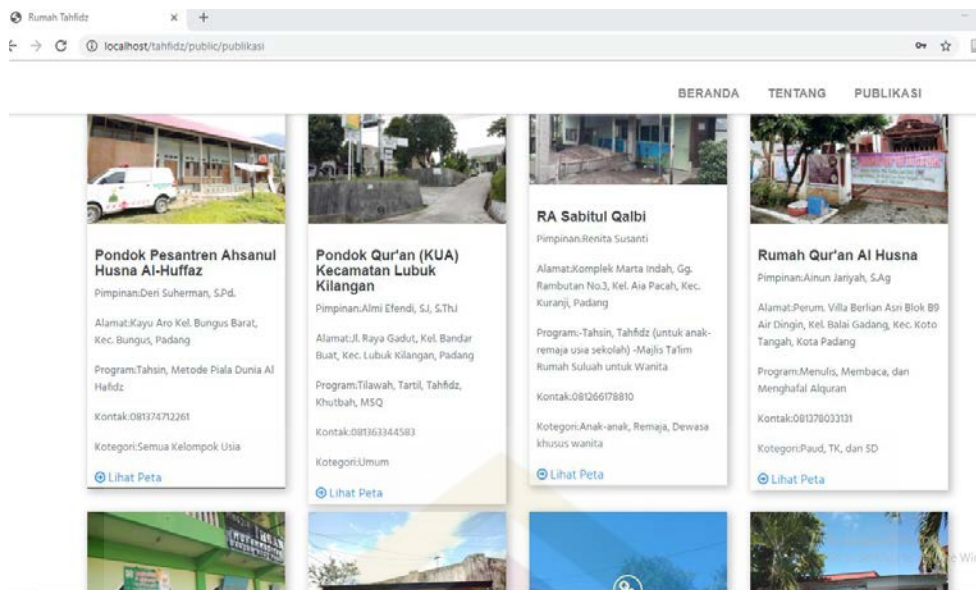 Rumah Tahfidz
localhost/tahfidz/public/publikasi
BERANDA TENTANG PUBLIKASI
Pondok Pesantren Ahsanul
Husna Al-Huffaz
Pimpinan:Deri Suherman, S.Pd.
Alamat:Kayu Aro Kel. Bungus Barat,
Kec. Bungus, Padang
Program:Tahsin, Metode Piala Dunia Al
Hafidz
Kontak:081374712261
Kotegori:Semua Kelompok Usia
Lihat Peta
Pondok Qur'an (KUA)
Kecamatan Lubuk
Kilangan
Pimpinan:Almi Efendi, SJ, S.ThJ
Alamat:Jl. Raya Gadut, Kel. Bandar
Buat, Kec. Lubuk Kilangan, Padang
Program:Tilawah, Tartil, Tahfidz,
Khutbah, MSQ
Kontak:081363344583
Kotegori:Umum
Lihat Peta
RA Sabitul Qalbi
Pimpinan:Renita Susanti
Alamat:Komplek Marta Indah, Gg.
Rambutan No.3, Kel. Aia Pacah, Kec.
Kuranji, Padang
Program:-Tahsin, Tahfidz (untuk anak-
remaja usia sekolah) -Majlis Ta'lim
Rumah Suluah untuk Wanita
Kontak:081266178810
Kotegori:Anak-anak, Remaja, Dewasa
khusus wanita
Lihat Peta
Rumah Qur'an Al Husna
Pimpinan:Ainun Jariyah, S.Ag
Alamat:Perum. Villa Berlian Asri Blok B9
Air Dingin, Kel. Balai Gadang, Kec. Koto
Tangah, Kota Padang
Program:Menulis, Membaca, dan
Menghafal Alquran
Kontak:081378033131
Kotegori:Paud, TK, dan SD
Lihat Peta